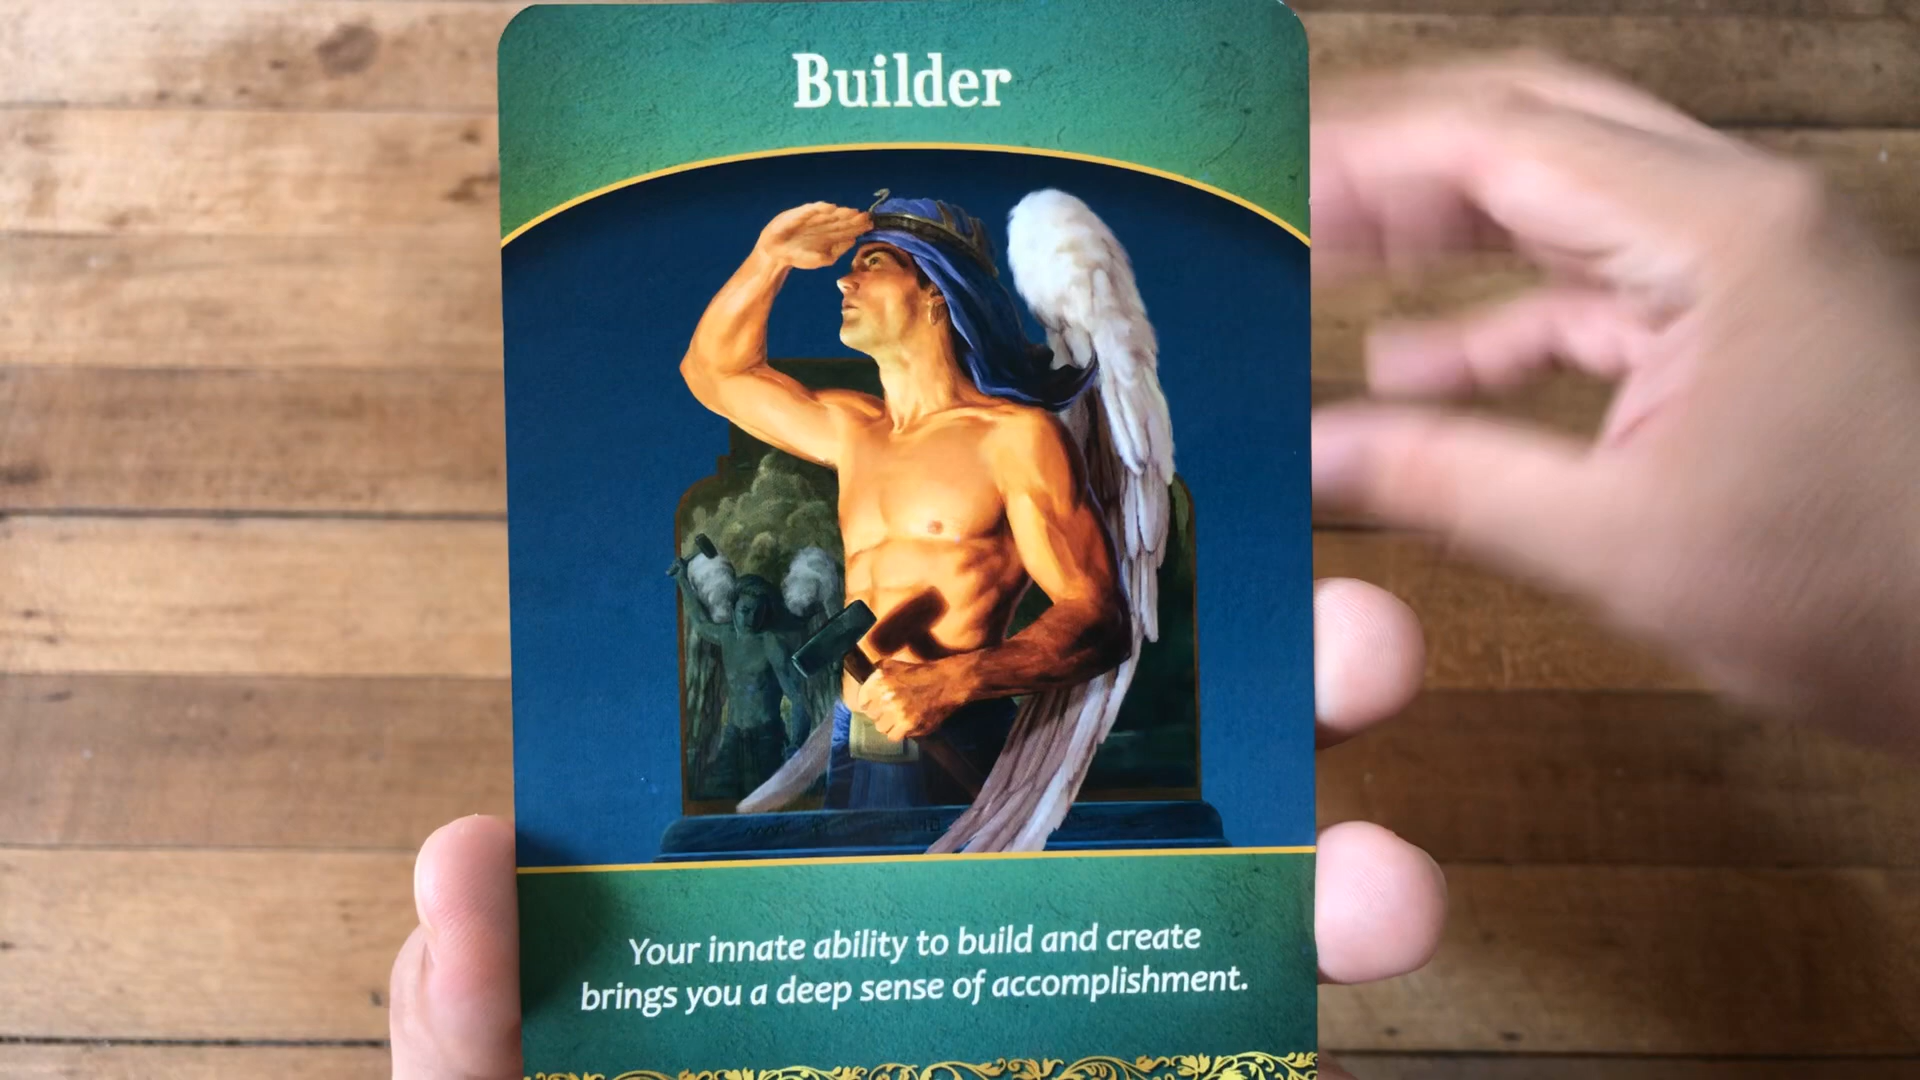 Builder
Your innate ability to build and create
brings you a deep sense of accomplishment.